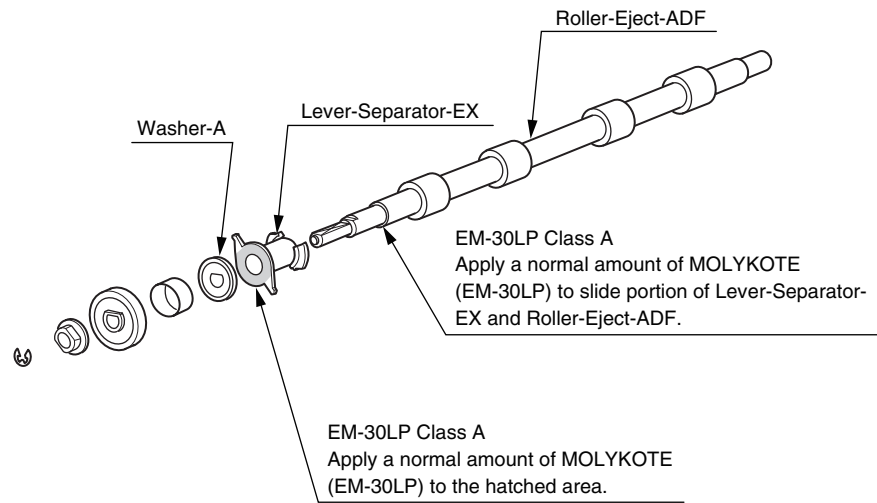 Roller-Eject-ADF
Lever-Separator-EX
Washer-A
EM-30LP Class A
Apply a normal amount of MOLYKOTE
(EM-30LP) to slide portion of Lever-Separator-
EX and Roller-Eject-ADF.
EM-30LP Class A
Apply a normal amount of MOLYKOTE
(EM-30LP) to the hatched area.